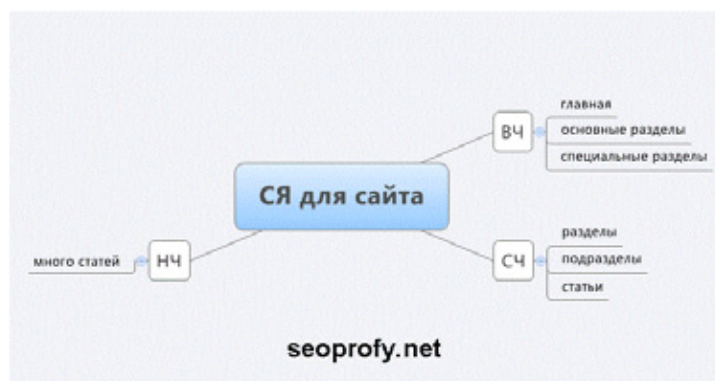 главная
ВЧ
основные разделы
специальные разделы
СЯ для сайта
разделы
много статей
НЧ
СЧ
подразделы
статьи
seoprofy.net